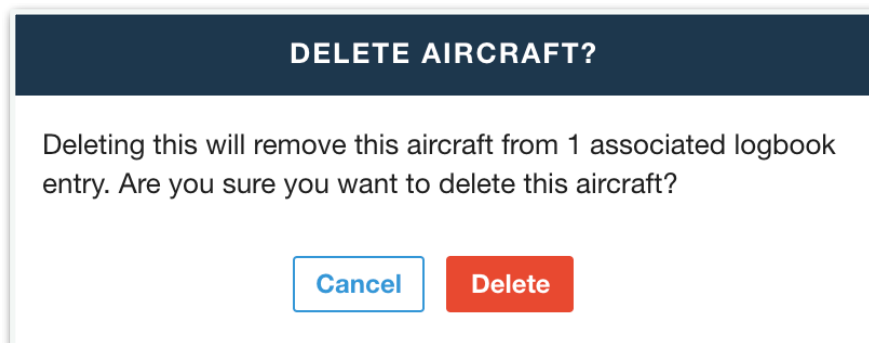 DELETE AIRCRAFT?
Deleting this will remove this aircraft from 1 associated logbook
entry. Are you sure you want to delete this aircraft?
Cancel Delete